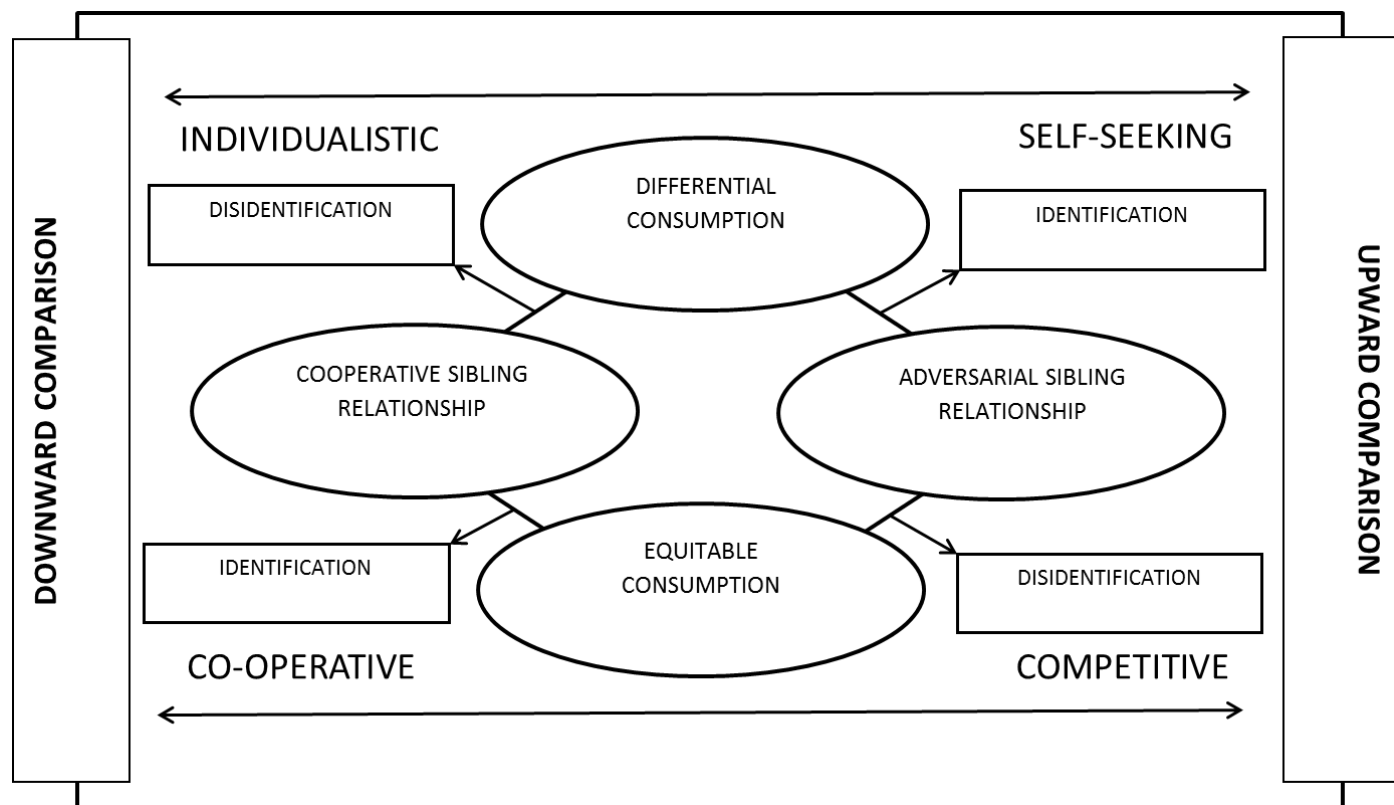 INDIVIDUALISTIC
SELF-SEEKING
DIFFERENTIAL
CONSUMPTION
DISIDENTIFICATION
IDENTIFICATION
DOWNWARD COMPARISON
UPWARD COMPARISON
COOPERATIVE SIBLING
RELATIONSHIP
ADVERSARIAL SIBLING
RELATIONSHIP
EQUITABLE
CONSUMPTION
IDENTIFICATION
DISIDENTIFICATION
CO-OPERATIVE
COMPETITIVE